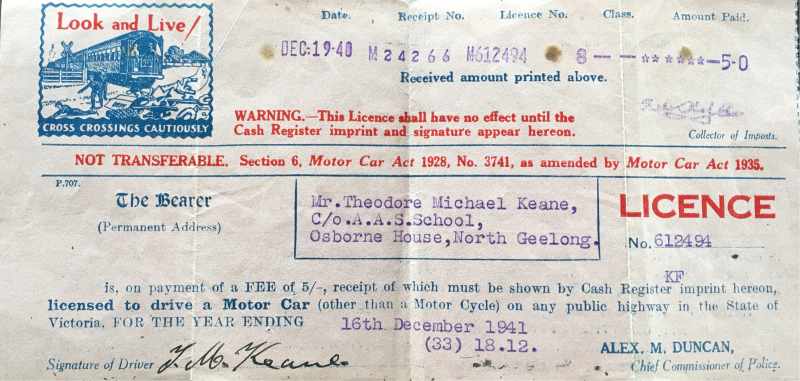 Look and Live!
CROSS CROSSINGS CAUTIOUSLY
Date. Receipt No. Licence No. Class. Amount Paid.
DEC:19-40 M24266 M612494 8——*******—5-0
Received amount printed above.
WARNING.—This Licence shall have no effect until the
Cash Register imprint and signature appear hereon.
Collector of Imposts.
NOT TRANSFERABLE. Section 6, Motor Car Act 1928, No. 3741, as amended by Motor Car Act 1935.
P.707.
The Bearer
(Permanent Address)
Mr.Theodore Michael Keane,
C/o.A.A.S.School,
Osborne House,North Geelong.
LICENCE
No. 612494
KF
is, on payment of a FEE of 5/-, receipt of which must be shown by Cash Register imprint hereon,
licensed to drive a Motor Car (other than a Motor Cycle) on any public highway in the State of
Victoria, FOR THE YEAR ENDING 16th December 1941
(33) 18.12.
ALEX. M. DUNCAN,
Signature of Driver T. M. Keane.
Chief Commissioner of Police.